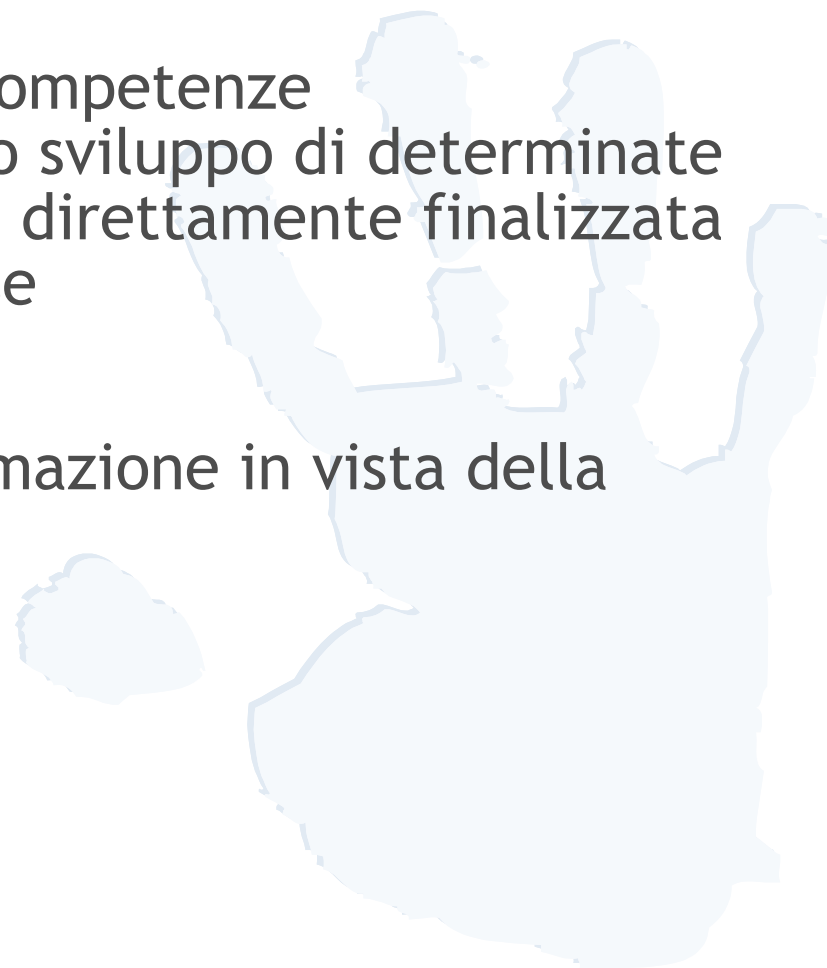 ompetenze
o sviluppo di determinate
direttamente finalizzata
e
mazione in vista della